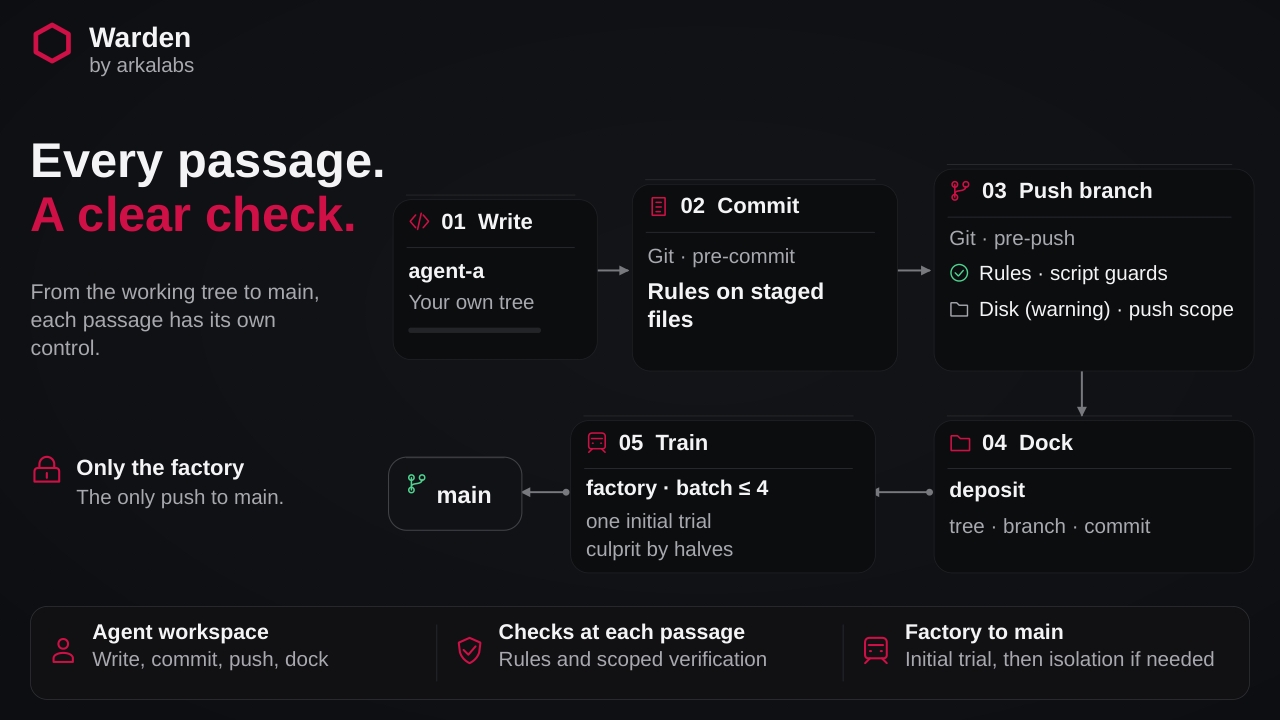 Warden
by arkalabs
Every passage.
A clear check.
From the working tree to main,
each passage has its own
control.
01 Write
agent-a
Your own tree
02 Commit
Git · pre-commit
Rules on staged
files
03 Push branch
Git · pre-push
Rules · script guards
Disk (warning) · push scope
04 Dock
deposit
tree · branch · commit
05 Train
factory · batch ≤ 4
one initial trial
culprit by halves
main
Only the factory
The only push to main.
Agent workspace
Write, commit, push, dock
Checks at each passage
Rules and scoped verification
Factory to main
Initial trial, then isolation if needed